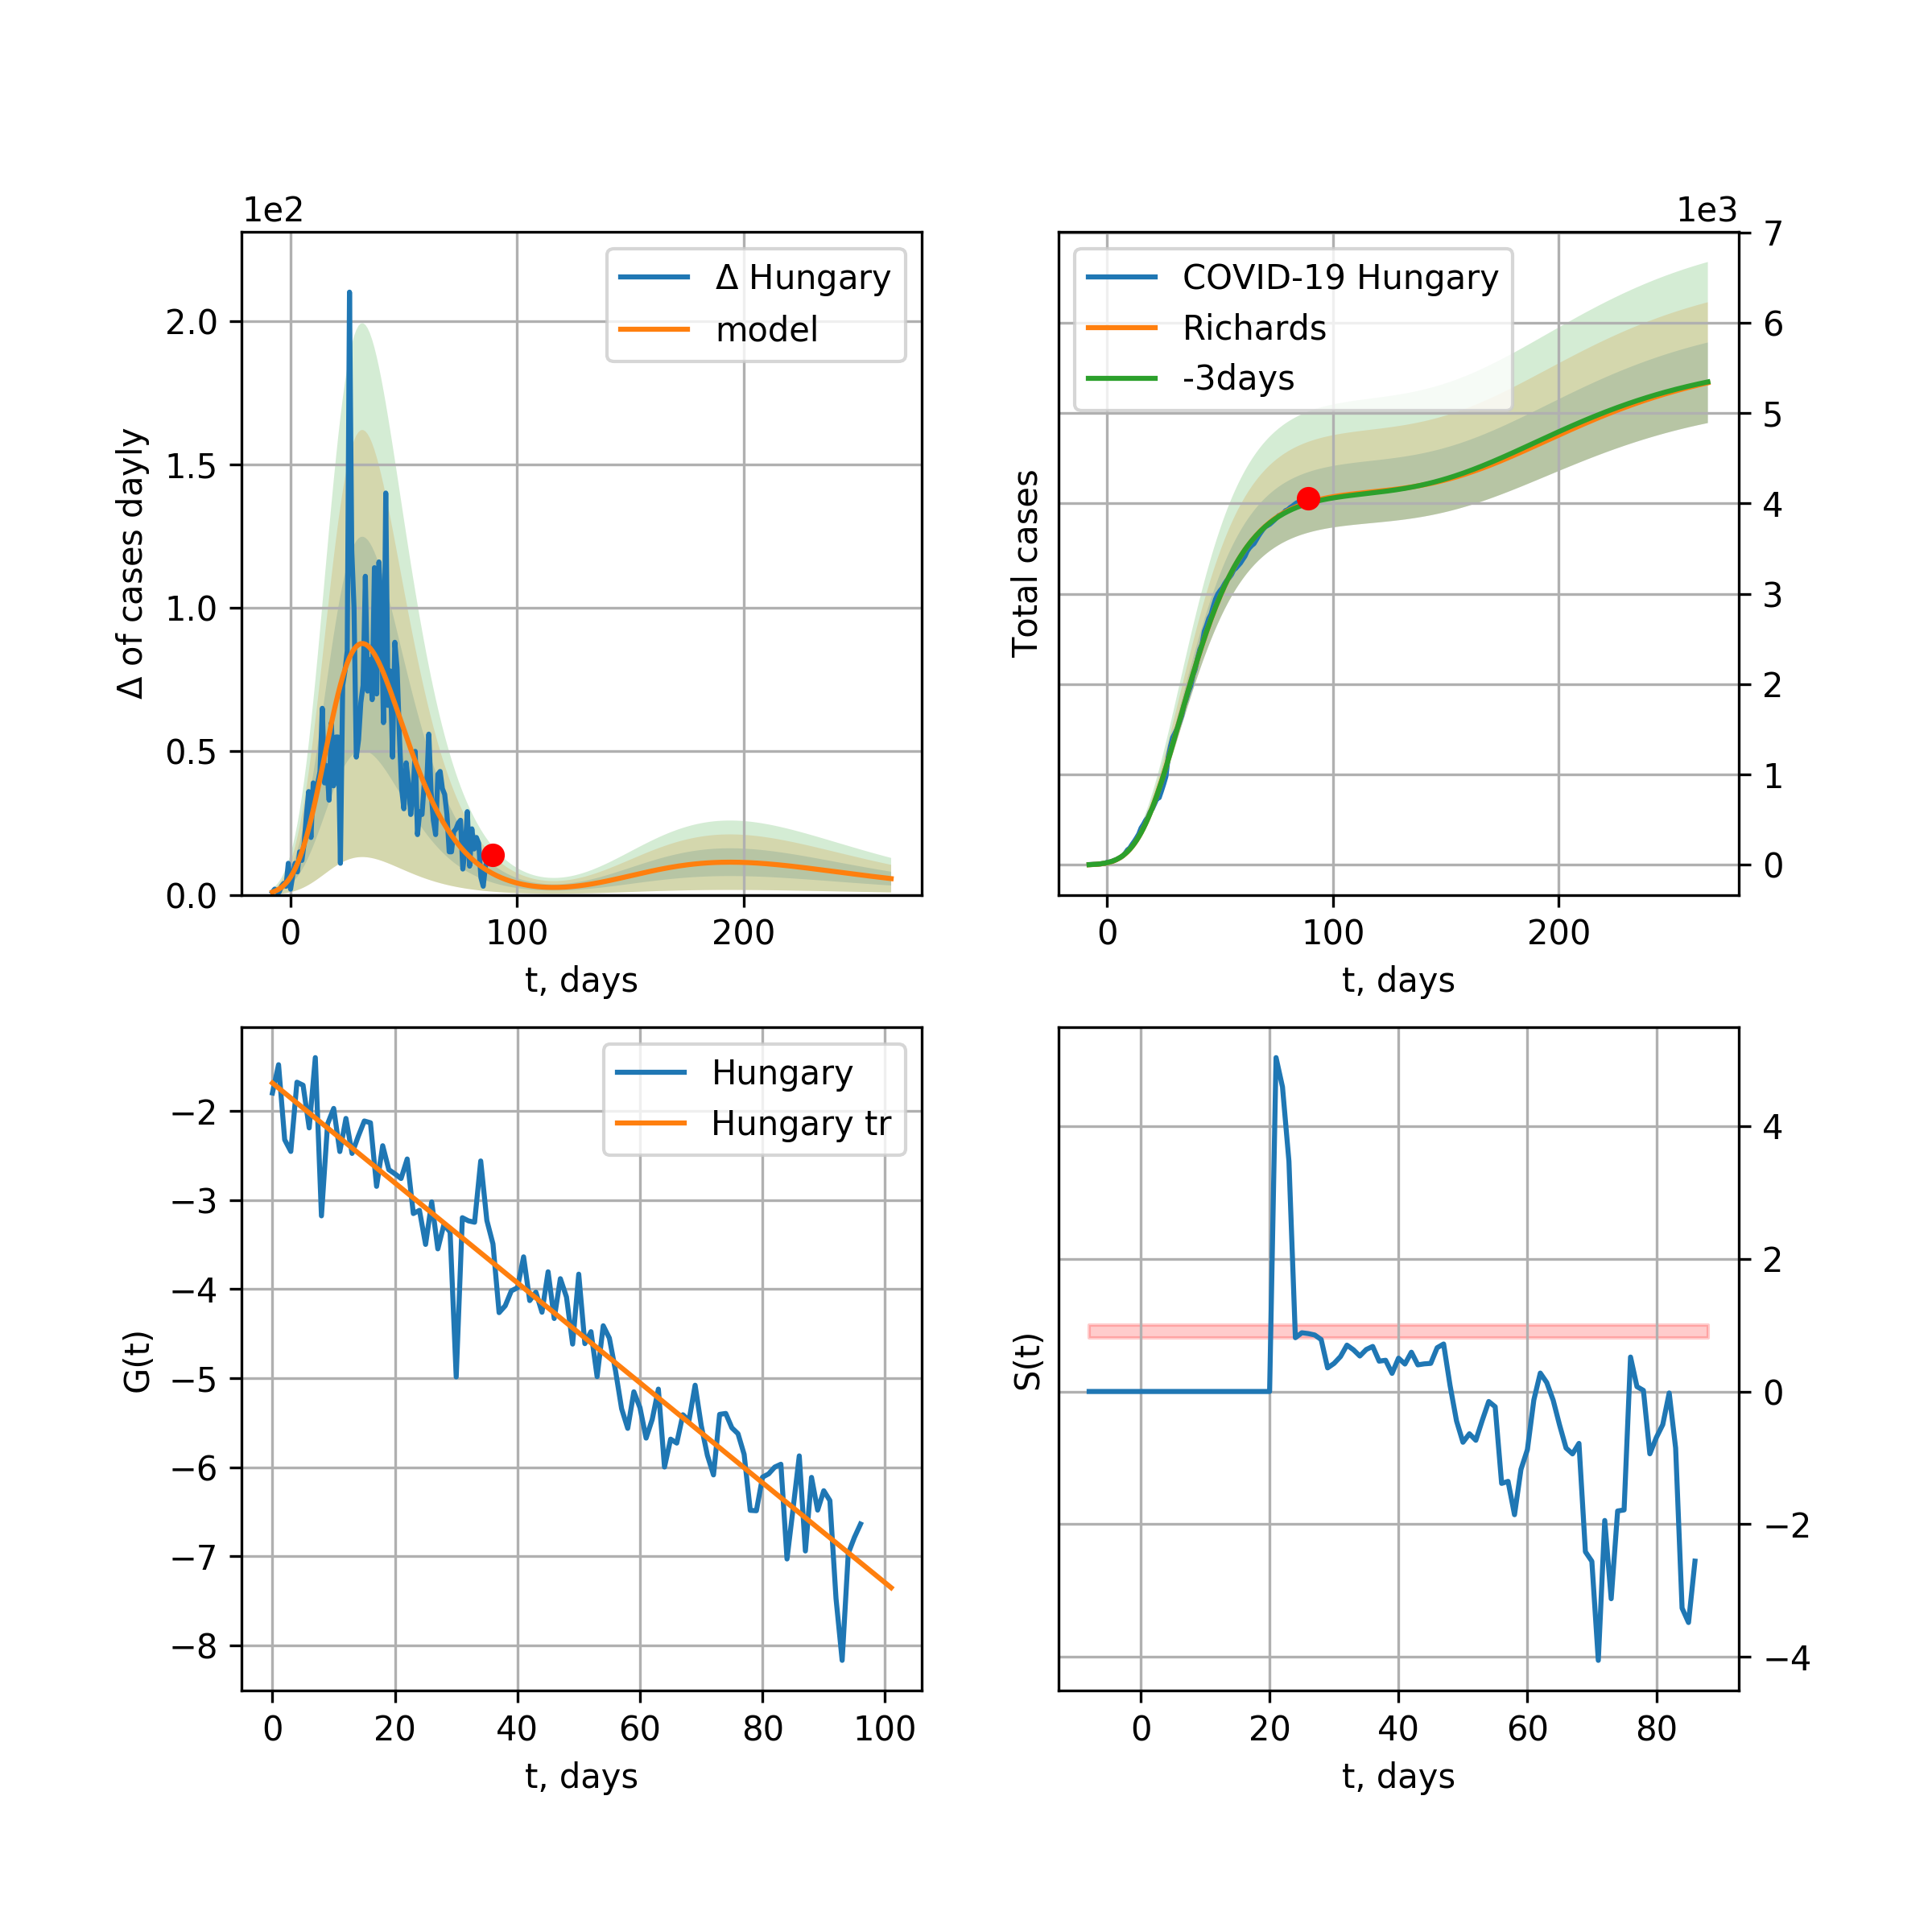 1e2
Δ of cases dayly
2.0
1.5
1.0
0.5
0.0
Δ Hungary
model
0 100 200
t, days
1e3
Total cases
COVID-19 Hungary
Richards
-3days
7
6
5
4
3
2
1
0
0 100 200
t, days
G(t)
−2
−3
−4
−5
−6
−7
−8
Hungary
Hungary tr
0 20 40 60 80 100
t, days
S(t)
4
2
0
−2
−4
0 20 40 60 80
t, days